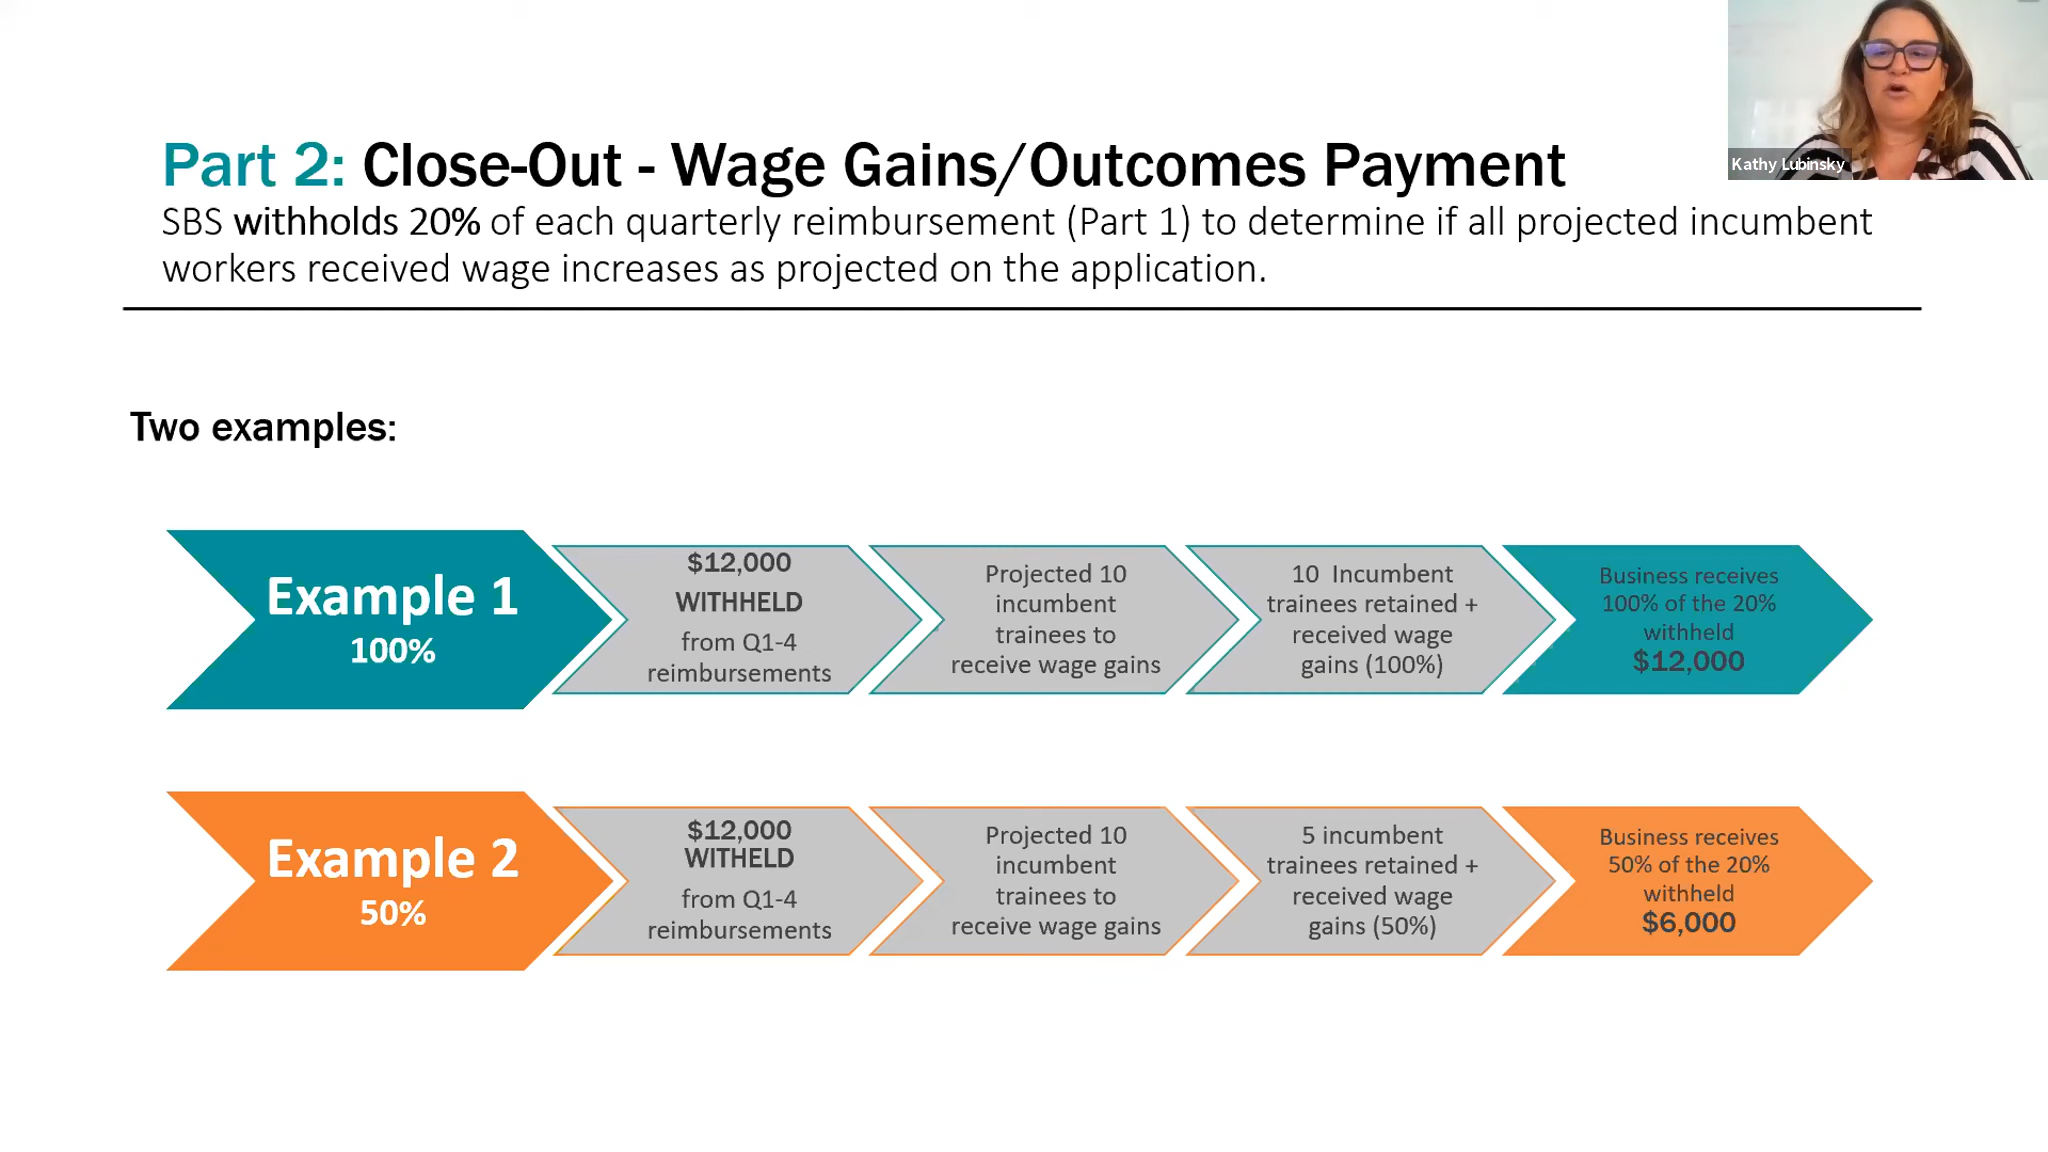 Kathy Lubinsky
Part 2: Close-Out - Wage Gains/Outcomes Payment
SBS withholds 20% of each quarterly reimbursement (Part 1) to determine if all projected incumbent
workers received wage increases as projected on the application.
Two examples:
Example 1
100%
$12,000
WITHHELD
from Q1-4
reimbursements
Projected 10
incumbent
trainees to
receive wage gains
10 Incumbent
trainees retained +
received wage
gains (100%)
Business receives
100% of the 20%
withheld
$12,000
Example 2
50%
$12,000
WITHELD
from Q1-4
reimbursements
Projected 10
incumbent
trainees to
receive wage gains
5 incumbent
trainees retained +
received wage
gains (50%)
Business receives
50% of the 20%
withheld
$6,000